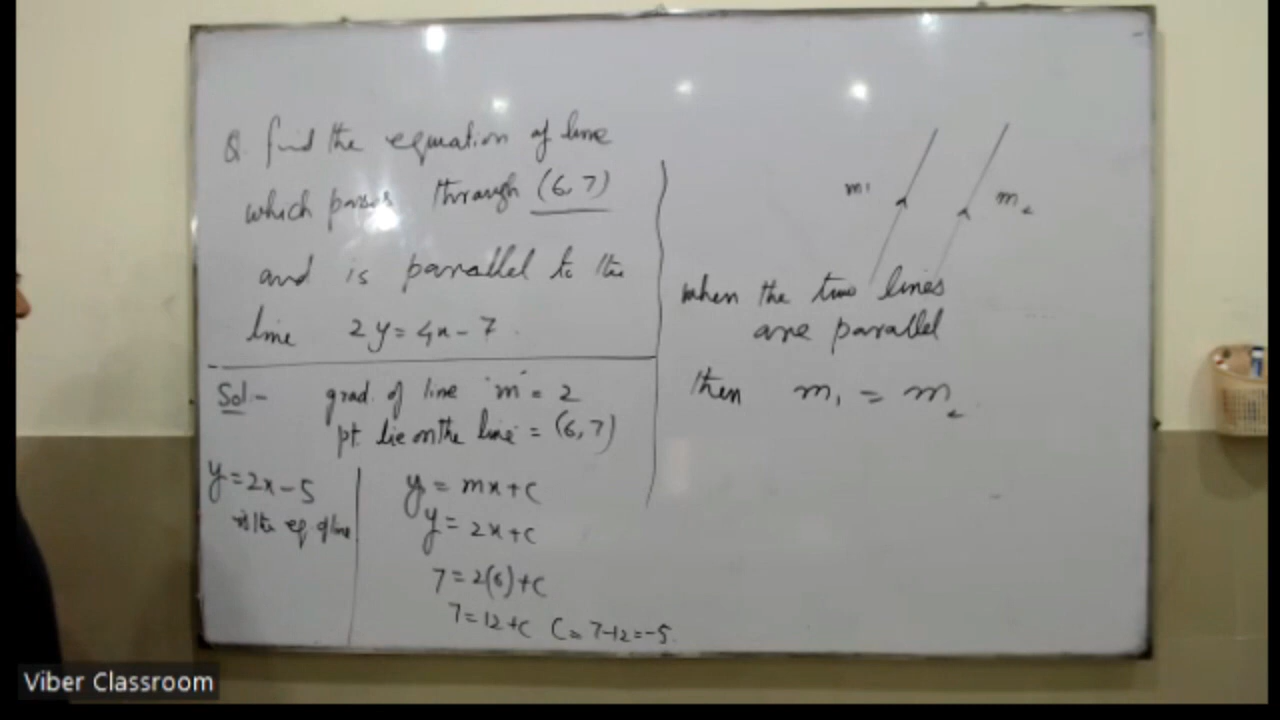 Q. find the equation of line
which passes through (6,7)
and is parallel to the
line 2y=4x-7.
Sol:- grad. of line "m" = 2
pt. lie on the line = (6,7)
y = mx+c
y = 2x+c
7=2(6)+c
7=12+c C=7-12=-5.
y=2x-5
is the eq. of line
m1
m2
when the two lines
are parallel
then m1 = m2
Viber Classroom